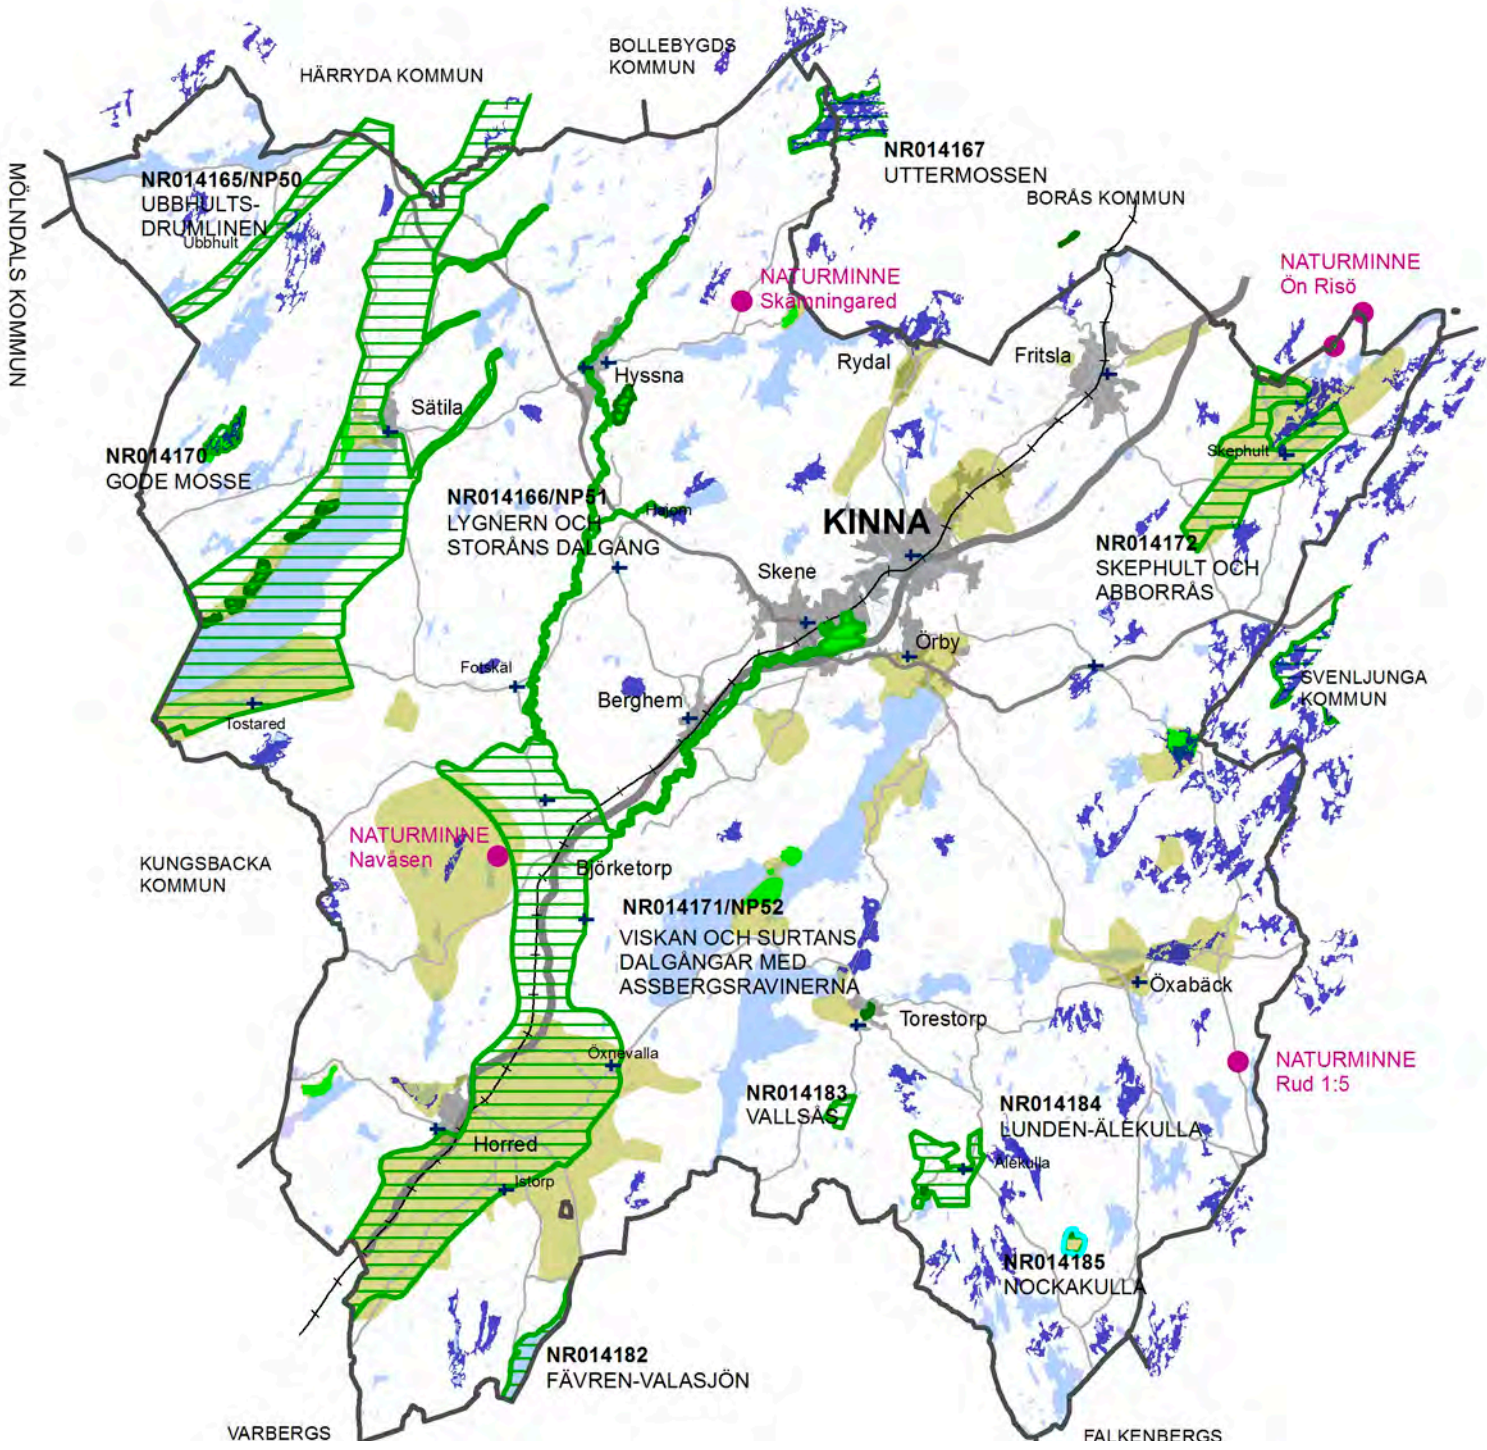 BOLLEBYGDS
KOMMUN
HÄRRYDA KOMMUN
MÖLNDALS KOMMUN
NR014167
UTTERMOSSEN
BORÅS KOMMUN
NR014165/NP50
UBBHULTS-
DRUMLINEN
Ubbhult
NATURMINNE
Skämningared
NATURMINNE
Ön Risö
Rydal
Fritsla
Hyssna
Sätila
Skephult
NR014170
GODE MOSSE
NR014166/NP51
LYGNERN OCH
STORÅNS DALGÅNG
Hajom
KINNA
NR014172
SKEPHULT OCH
ABBORRÅS
Skene
Örby
Fotskäl
SVENLJUNGA
KOMMUN
Berghem
Tostared
NATURMINNE
Navåsen
KUNGSBACKA
KOMMUN
Björketorp
NR014171/NP52
VISKAN OCH SURTANS
DALGÅNGAR MED
ASSBERGSRAVINERNA
Öxabäck
Torestorp
Öxnevalla
NATURMINNE
Rud 1:5
NR014183
VALLSÅS
NR014184
LUNDEN-ÄLEKULLA
Horred
Älekulla
Istorp
NR014185
NOCKAKULLA
NR014182
FÄVREN-VALASJÖN
VARBERGS
FALKENBERGS